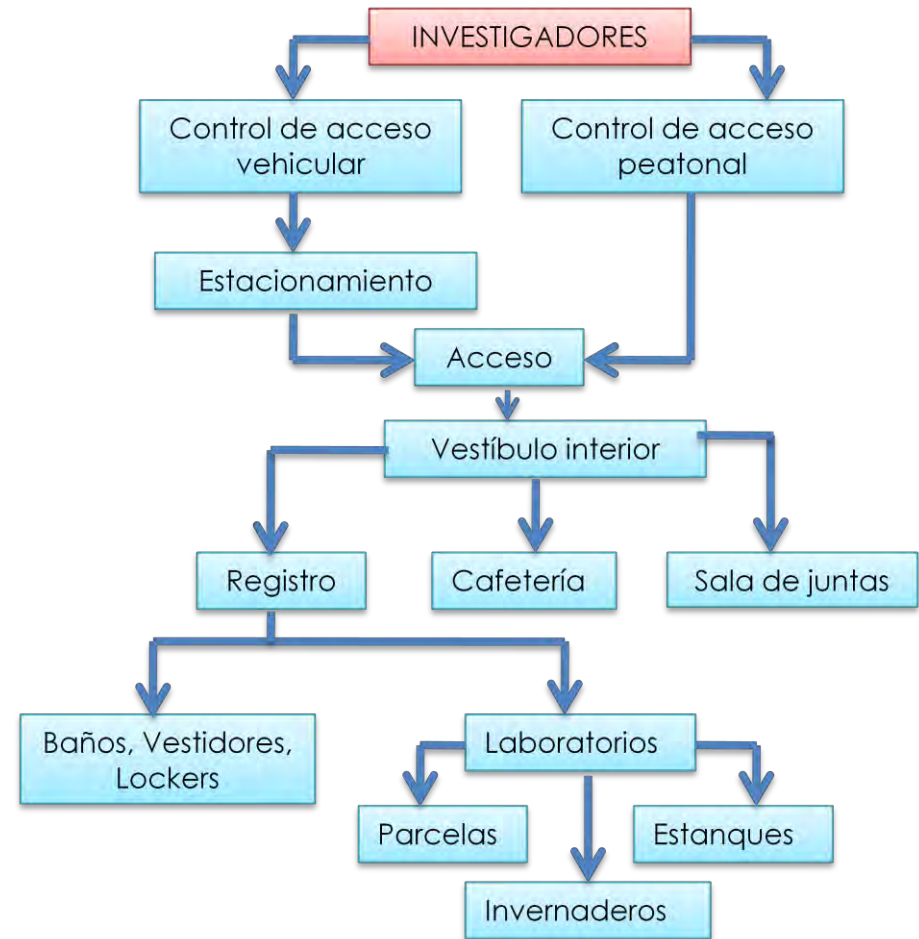 INVESTIGADORES
Control de acceso
vehicular
Control de acceso
peatonal
Estacionamiento
Acceso
Vestíbulo interior
Registro
Cafetería
Sala de juntas
Baños, Vestidores,
Lockers
Laboratorios
Parcelas
Estanques
Invernaderos